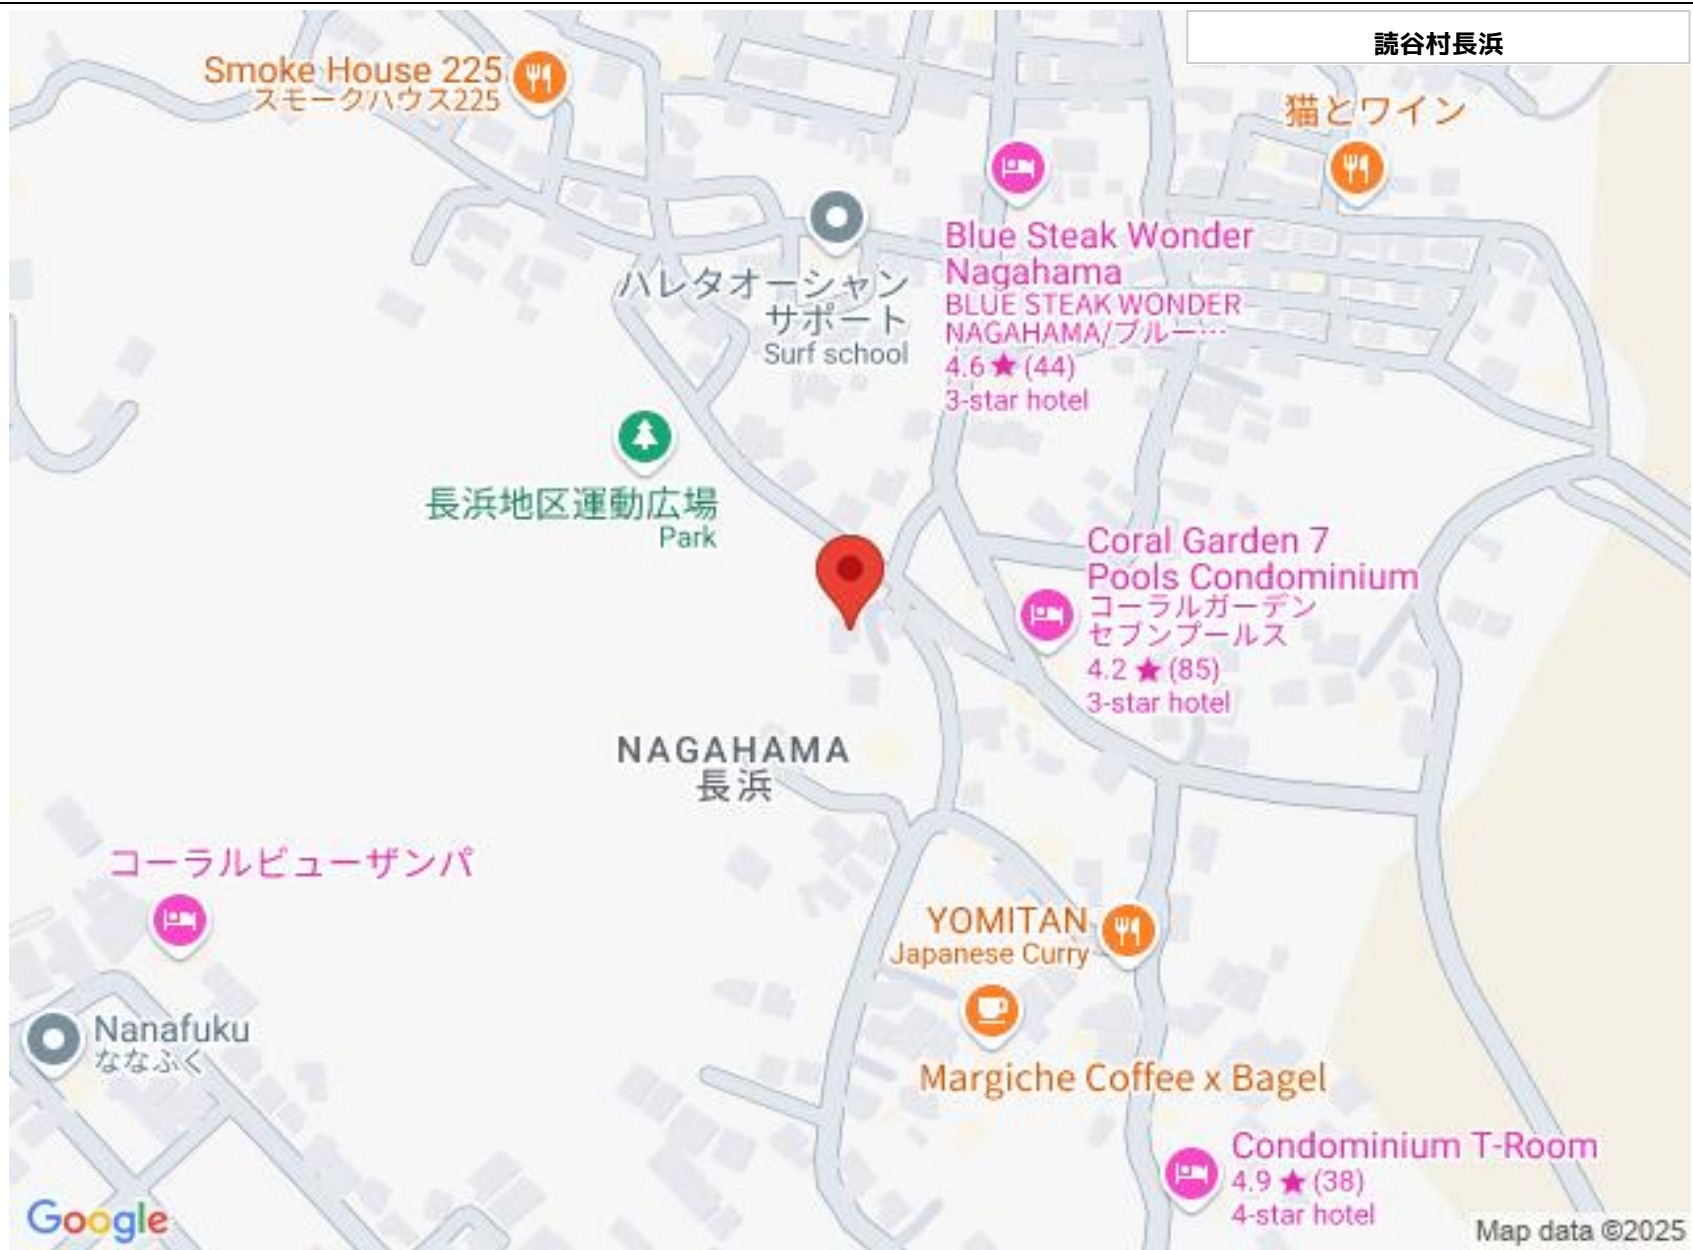 読谷村長浜
Smoke House 225
スモークハウス225
猫とワイン
Blue Steak Wonder
Nagahama
BLUE STEAK WONDER
NAGAHAMA/ブルー…
4.6 ★ (44)
3-star hotel
ハレタオーシャン
サポート
Surf school
長浜地区運動広場
Park
Coral Garden 7
Pools Condominium
コーラルガーデン
セブンプールス
4.2 ★ (85)
3-star hotel
NAGAHAMA
長浜
コーラルビューザンパ
YOMITAN
Japanese Curry
Nanafuku
ななふく
Margiche Coffee x Bagel
Condominium T-Room
4.9 ★ (38)
4-star hotel
Google
Map data ©2025